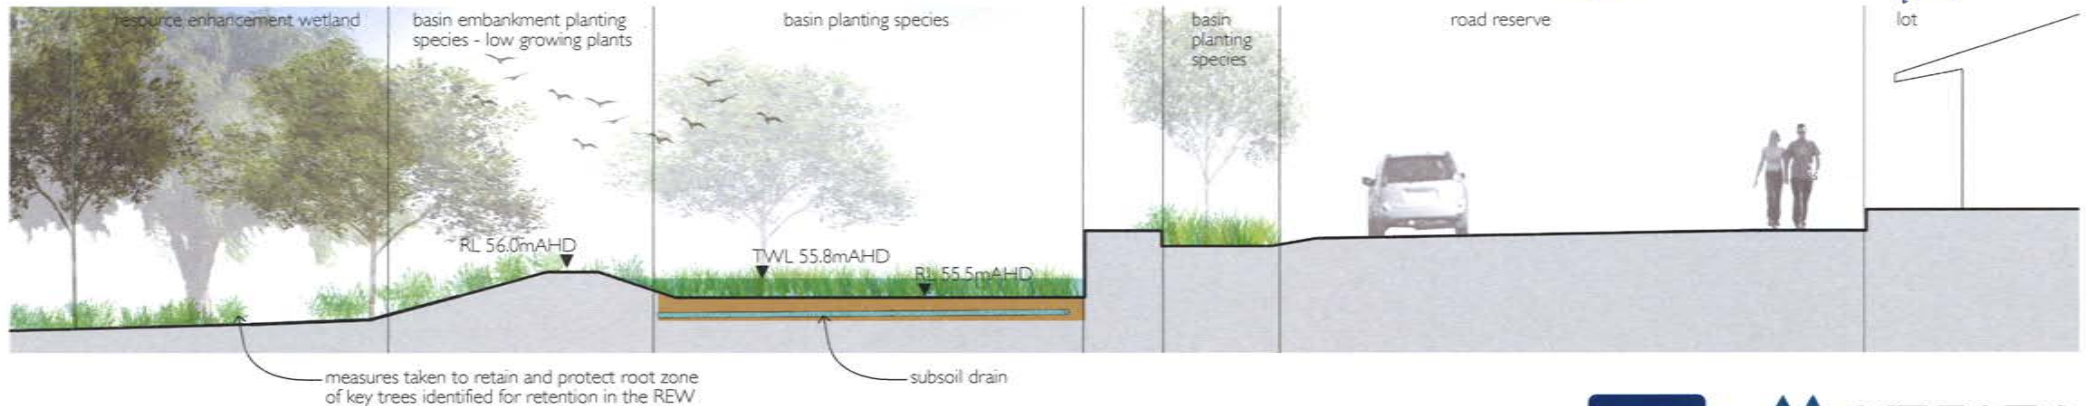 resource enhancement wetland
basin embankment planting
species - low growing plants
basin planting species
basin
planting
species
road reserve
lot
RL 56.0mAHD
TWL 55.8mAHD
RL 55.5mAHD
measures taken to retain and protect root zone
of key trees identified for retention in the REW
subsoil drain